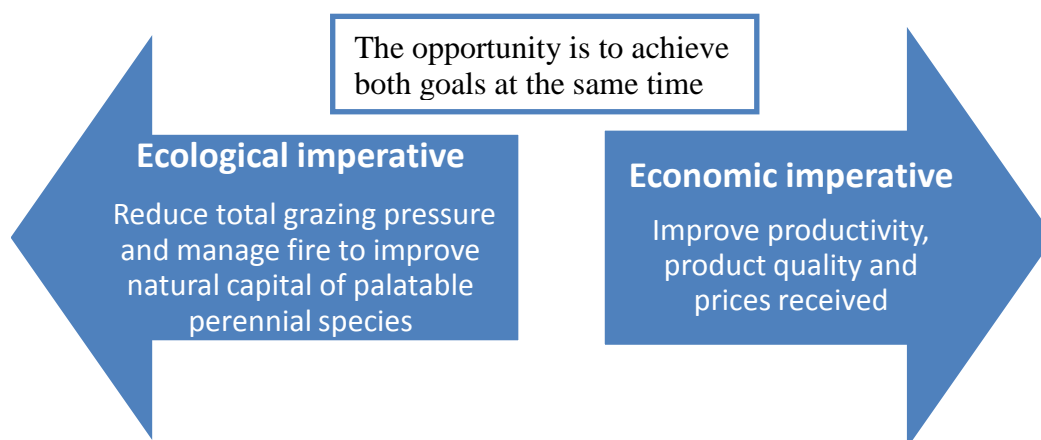 The opportunity is to achieve
both goals at the same time
Ecological imperative
Reduce total grazing pressure
and manage fire to improve
natural capital of palatable
perennial species
Economic imperative
Improve productivity,
product quality and
prices received